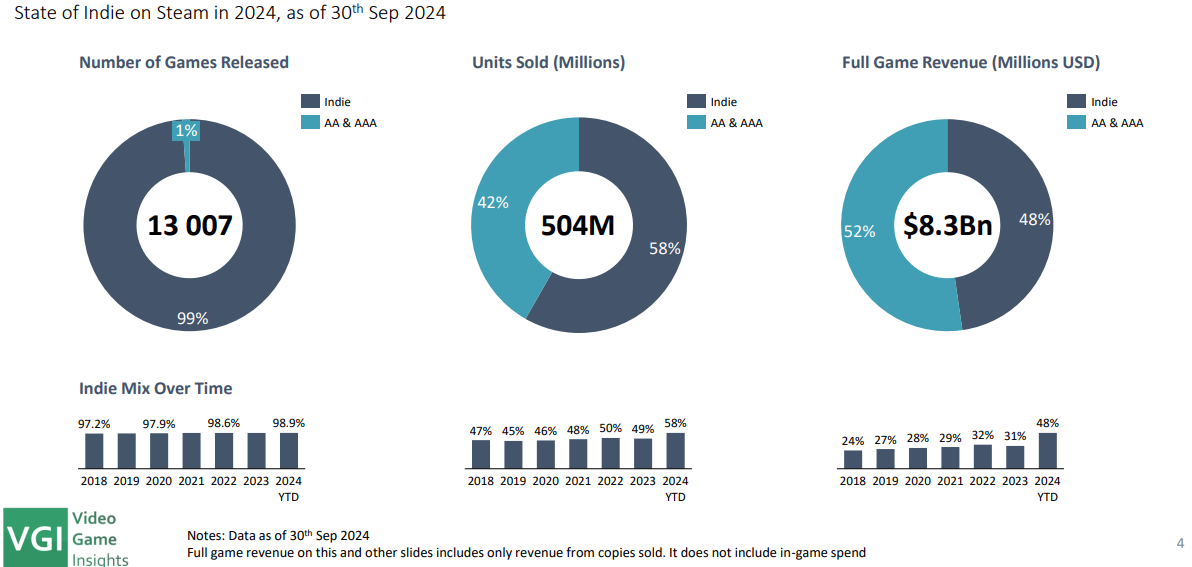 State of Indie on Steam in 2024, as of 30th Sep 2024
Number of Games Released
Indie
AA & AAA
1%
13 007
99%
Units Sold (Millions)
Indie
AA & AAA
42%
504M
58%
Full Game Revenue (Millions USD)
Indie
AA & AAA
52%
$8.3Bn
48%
Indie Mix Over Time
97.2% 97.9% 98.6% 98.9%
2018 2019 2020 2021 2022 2023 2024
YTD
47% 45% 46% 48% 50% 49% 58%
2018 2019 2020 2021 2022 2023 2024
YTD
24% 27% 28% 29% 32% 31% 48%
2018 2019 2020 2021 2022 2023 2024
YTD
VGI
Video
Game
Insights
Notes: Data as of 30th Sep 2024
Full game revenue on this and other slides includes only revenue from copies sold. It does not include in-game spend
4